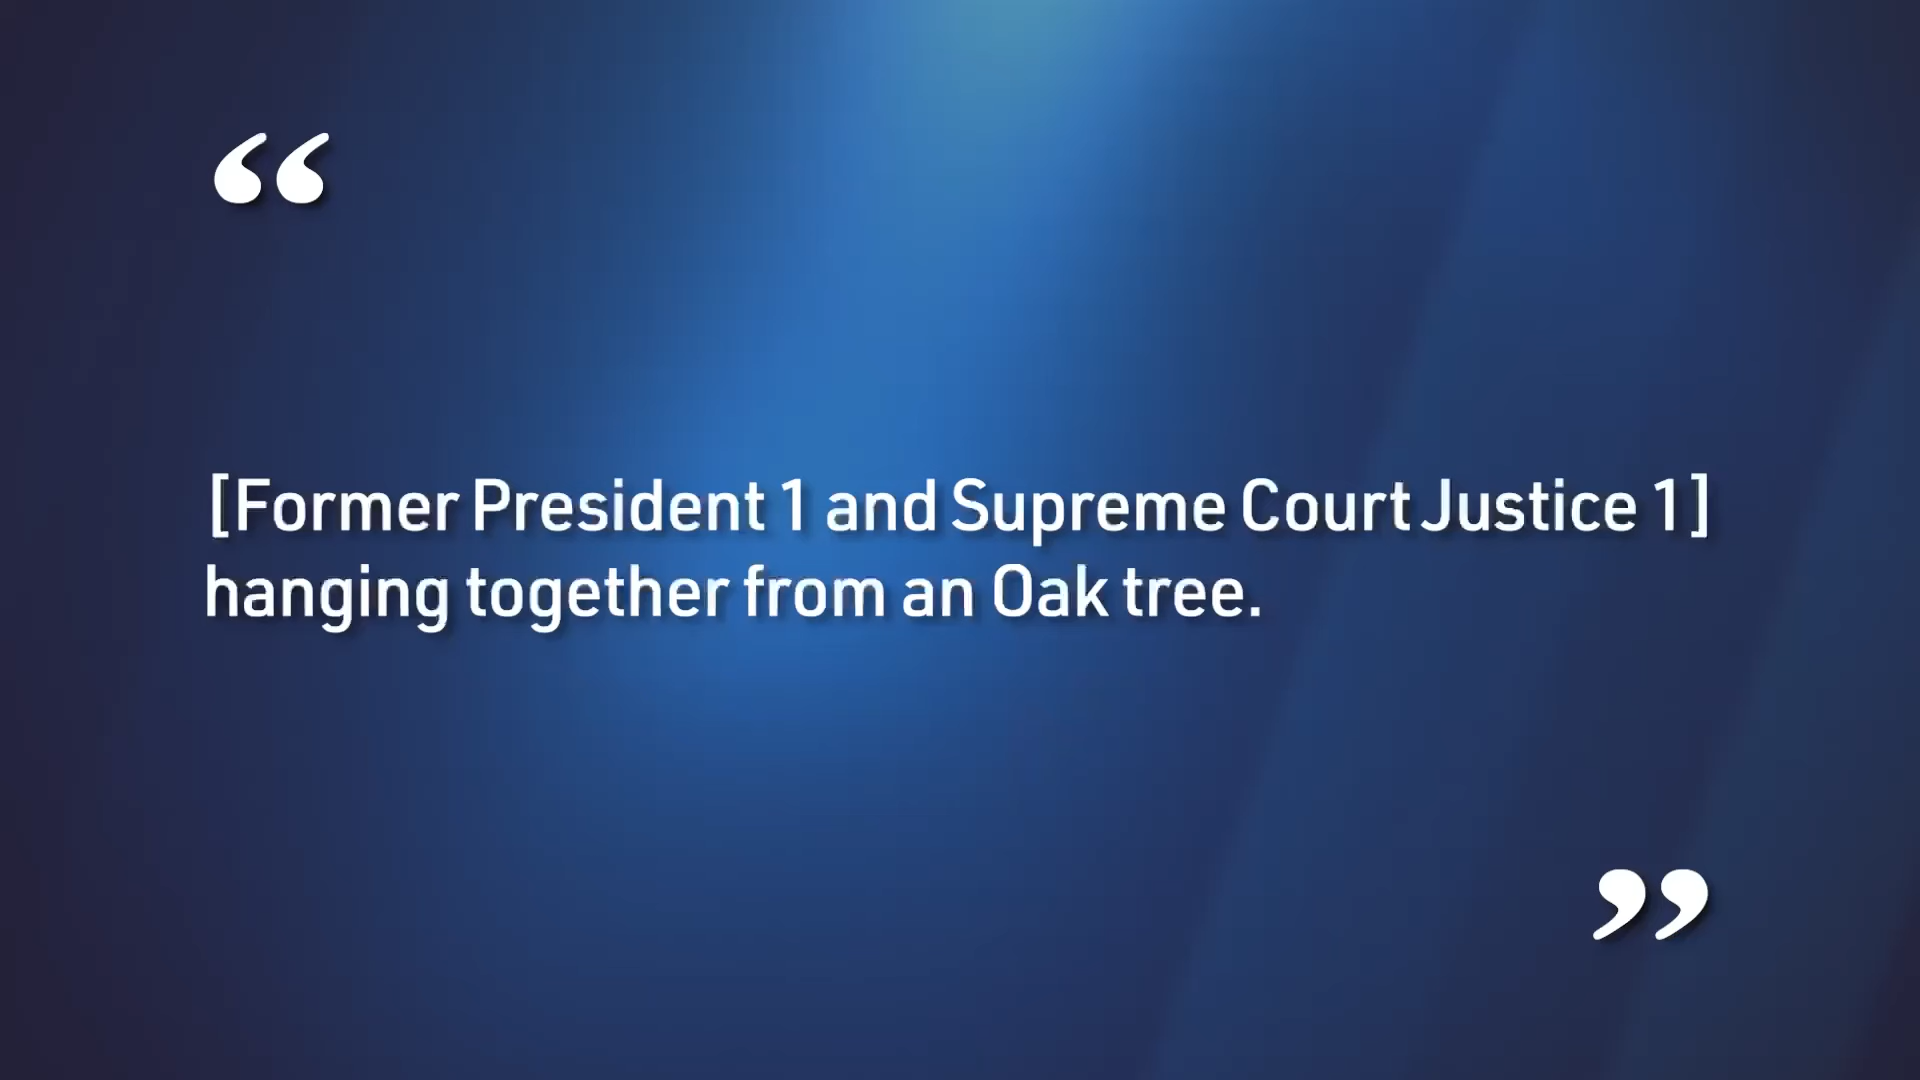 “
[Former President 1 and Supreme Court Justice 1]
hanging together from an Oak tree.
”